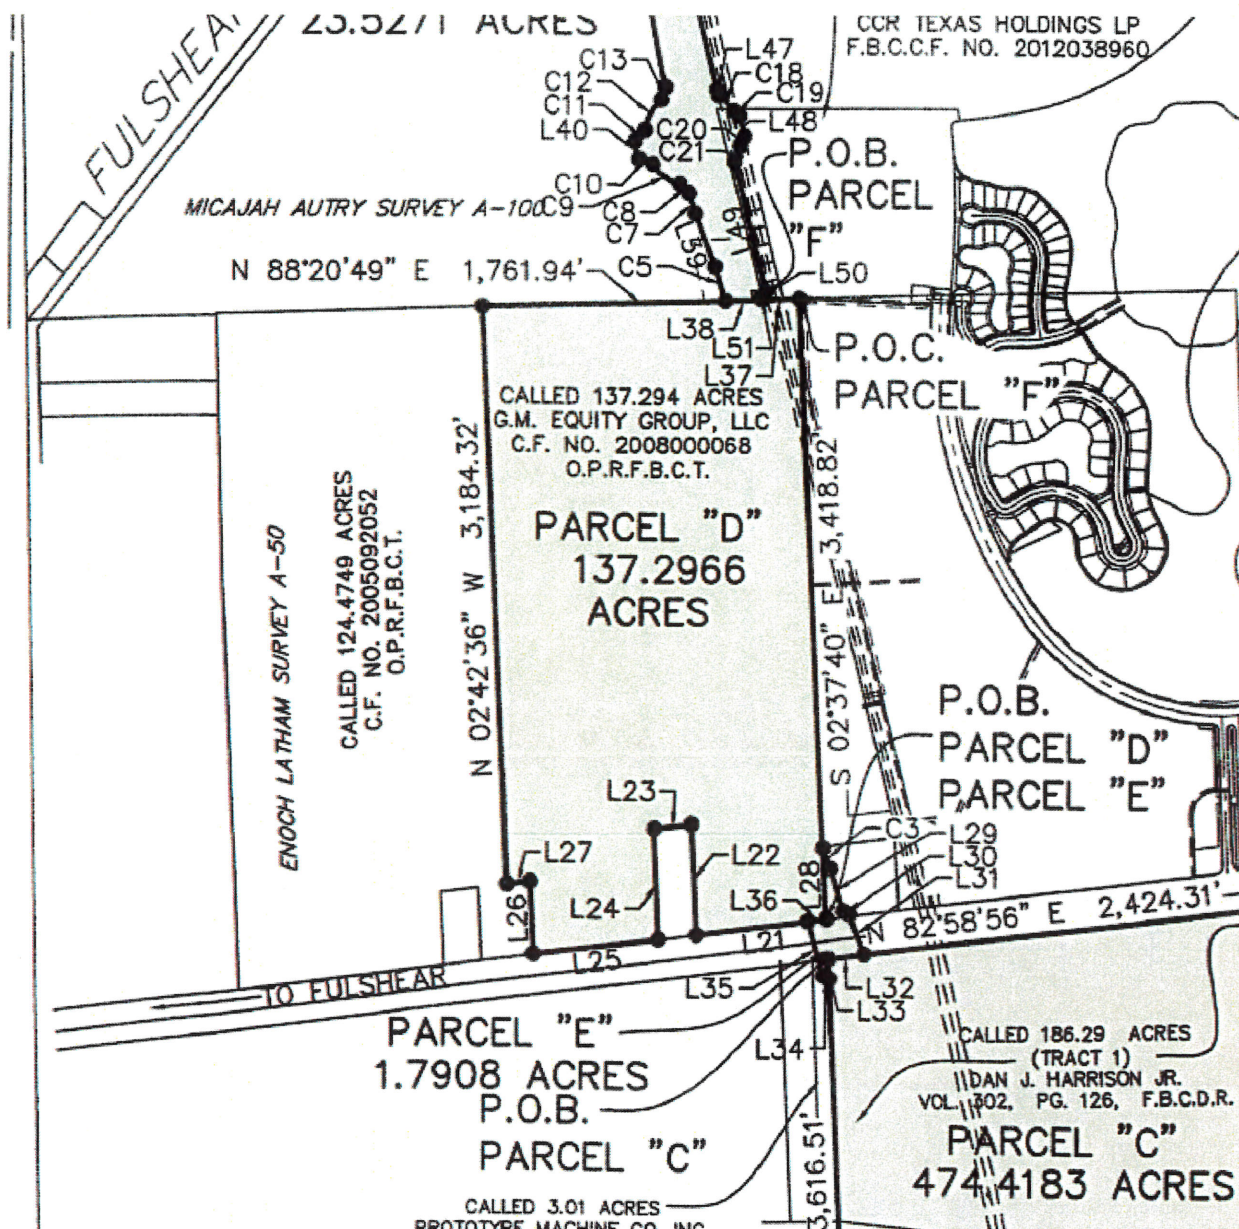 23.5271 ACRES
CCR TEXAS HOLDINGS LP
F.B.C.C.F. NO. 2012038960
FULSHEAR
C13
C12
C11
L40
C10
C9
C8
C7
L39
C5
L47
C18
C19
L48
C20
C21
L49
P.O.B.
PARCEL
"F"
L50
MICAJAH AUTRY SURVEY A-100
N 88°20'49" E 1,761.94'
L38
L51
L37
P.O.C.
PARCEL "F"
CALLED 137.294 ACRES
G.M. EQUITY GROUP, LLC
C.F. NO. 2008000068
O.P.R.F.B.C.T.
PARCEL "D"
137.2966
ACRES
N 02°42'36" W 3,184.32'
S 02°37'40" E 3,418.82'
ENOCH LATHAM SURVEY A-50
CALLED 124.4749 ACRES
C.F. NO. 2005092052
O.P.R.F.B.C.T.
P.O.B.
PARCEL "D"
PARCEL "E"
L23
L27
L22
L24
L26
L25
L21
L36
L28
C3
L29
L30
L31
N 82°58'56" E 2,424.31'
TO FULSHEAR
L35
L32
L33
L34
PARCEL "E"
1.7908 ACRES
P.O.B.
PARCEL "C"
CALLED 186.29 ACRES
(TRACT 1)
DAN J. HARRISON JR.
VOL. 302, PG. 126, F.B.C.D.R.
PARCEL "C"
474.4183 ACRES
3,616.51'
CALLED 3.01 ACRES
PROTOTYPE MACHINE CO. INC.